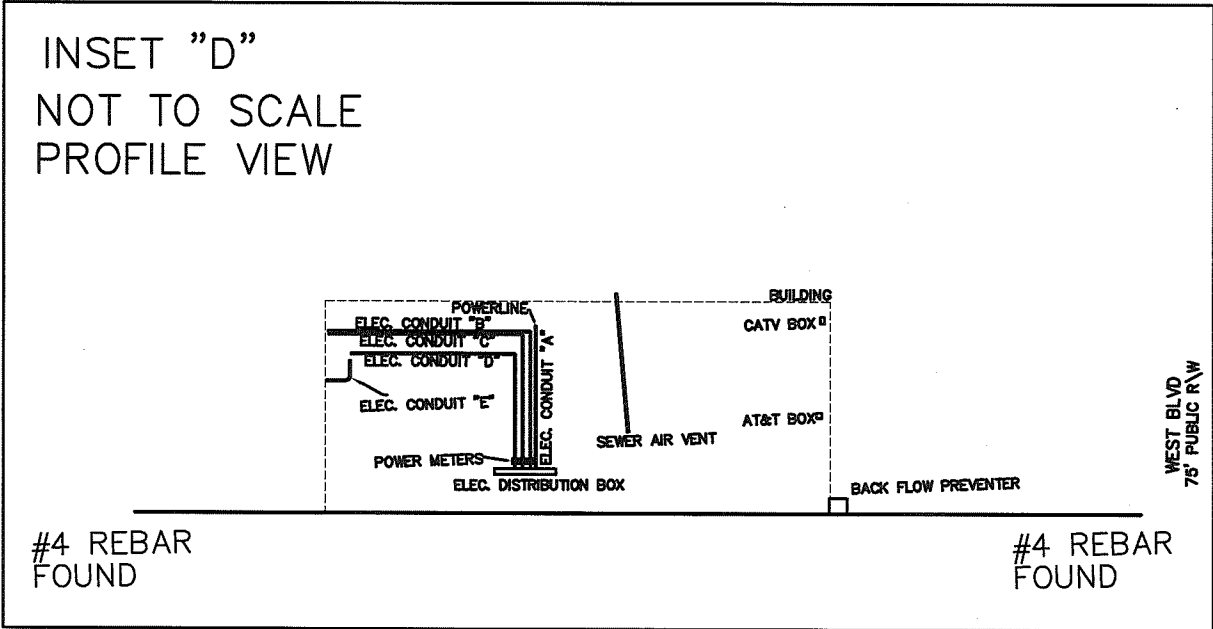 INSET "D"
NOT TO SCALE
PROFILE VIEW
BUILDING
POWERLINE
ELEC. CONDUIT "B"
CATV BOX
ELEC. CONDUIT "C"
ELEC. CONDUIT "D"
ELEC. CONDUIT "A"
ELEC. CONDUIT "E"
AT&T BOX
SEWER AIR VENT
POWER METERS
ELEC. DISTRIBUTION BOX
BACK FLOW PREVENTER
WEST BLVD
75' PUBLIC R\W
#4 REBAR
FOUND
#4 REBAR
FOUND